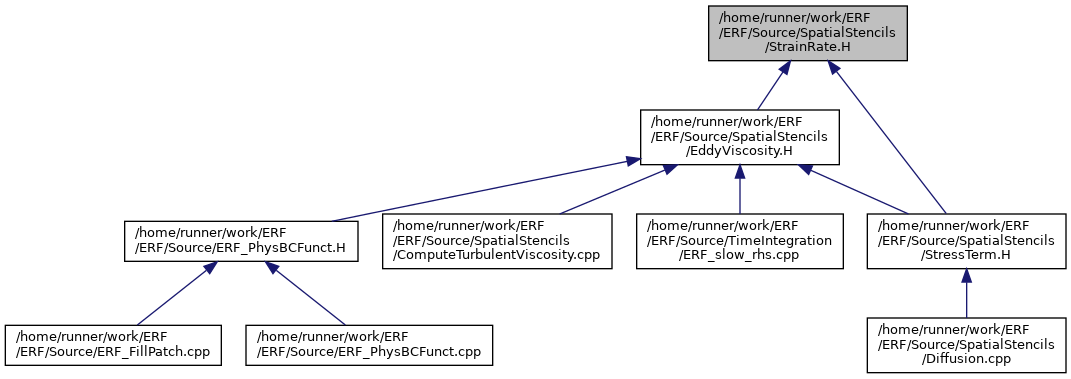 /home/runner/work/ERF
/ERF/Source/SpatialStencils
/StrainRate.H
/home/runner/work/ERF
/ERF/Source/SpatialStencils
/EddyViscosity.H
/home/runner/work/ERF
/ERF/Source/ERF_PhysBCFunct.H
/home/runner/work/ERF
/ERF/Source/SpatialStencils
/ComputeTurbulentViscosity.cpp
/home/runner/work/ERF
/ERF/Source/TimeIntegration
/ERF_slow_rhs.cpp
/home/runner/work/ERF
/ERF/Source/SpatialStencils
/StressTerm.H
/home/runner/work/ERF
/ERF/Source/ERF_FillPatch.cpp
/home/runner/work/ERF
/ERF/Source/ERF_PhysBCFunct.cpp
/home/runner/work/ERF
/ERF/Source/SpatialStencils
/Diffusion.cpp